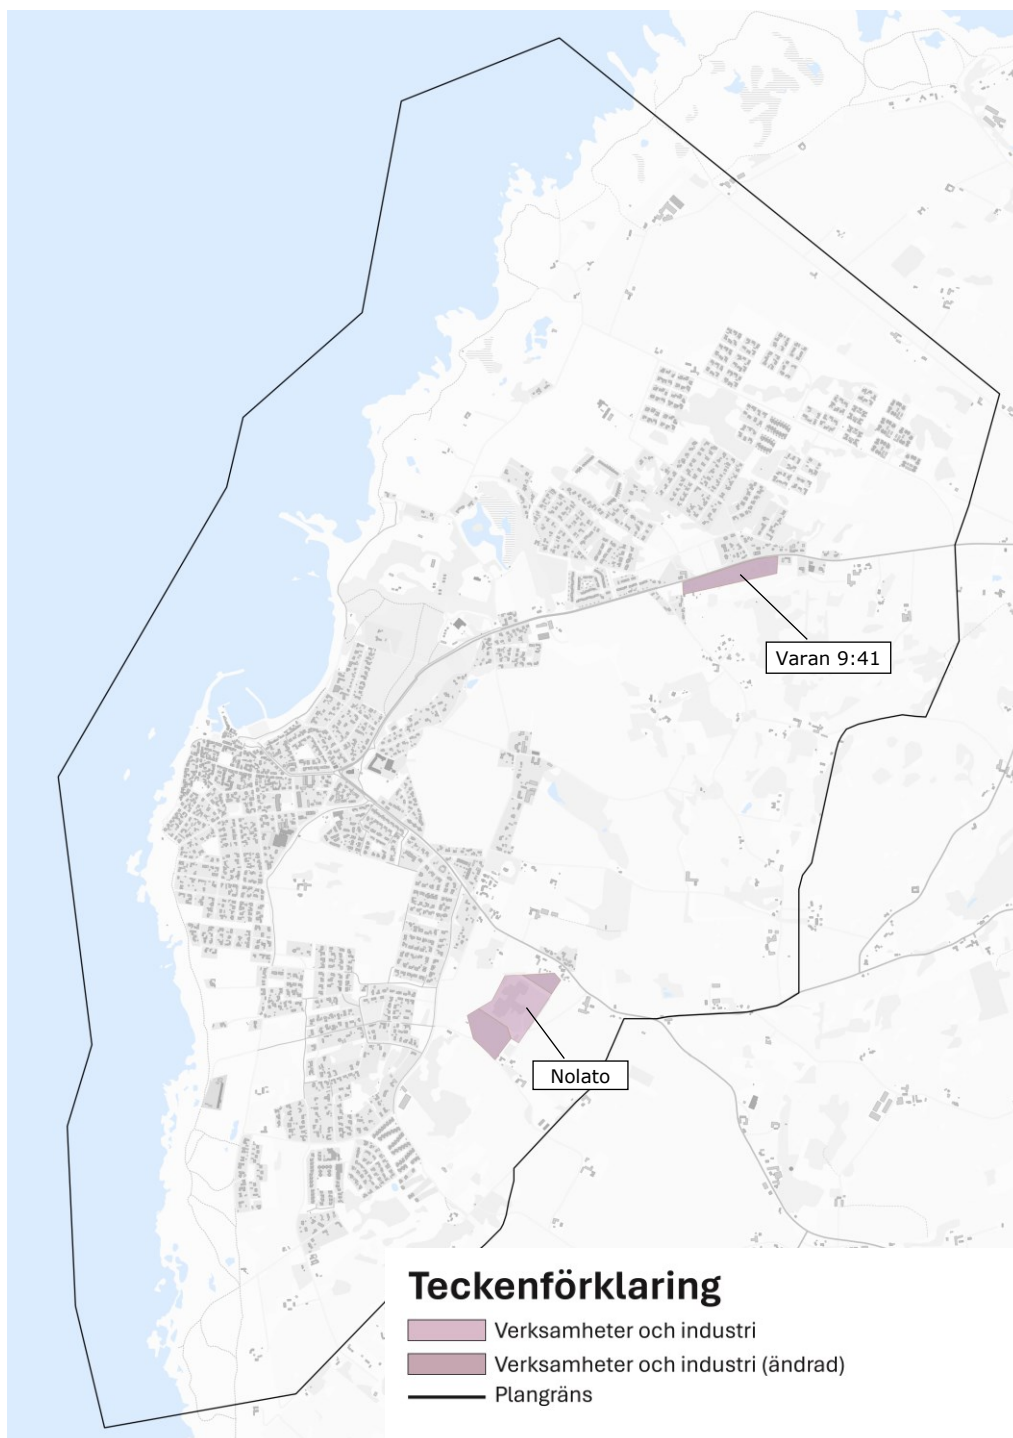 Varan 9:41
Nolato
Teckenförklaring
Verksamheter och industri
Verksamheter och industri (ändrad)
Plangräns